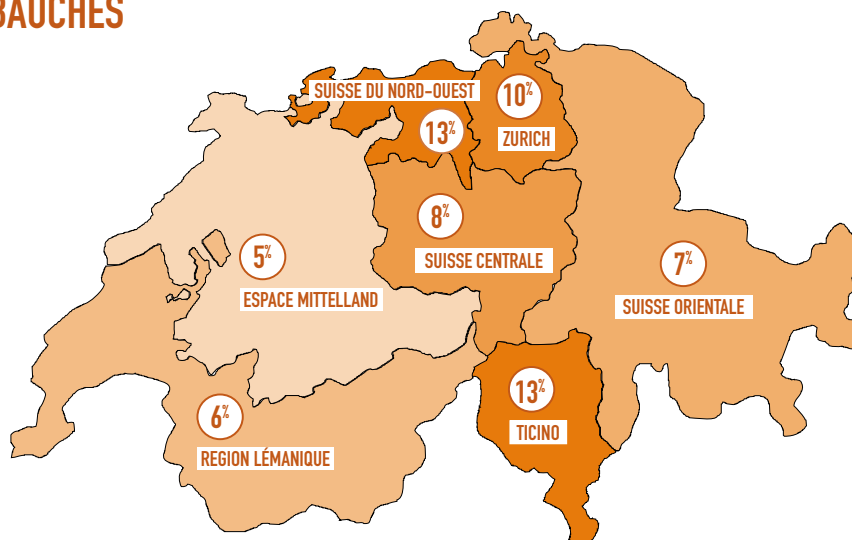 BAUCHES
SUISSE DU NORD-OUEST
13%
10%
ZURICH
8%
SUISSE CENTRALE
5%
ESPACE MITTELLAND
7%
SUISSE ORIENTALE
13%
TICINO
6%
REGION LÉMANIQUE